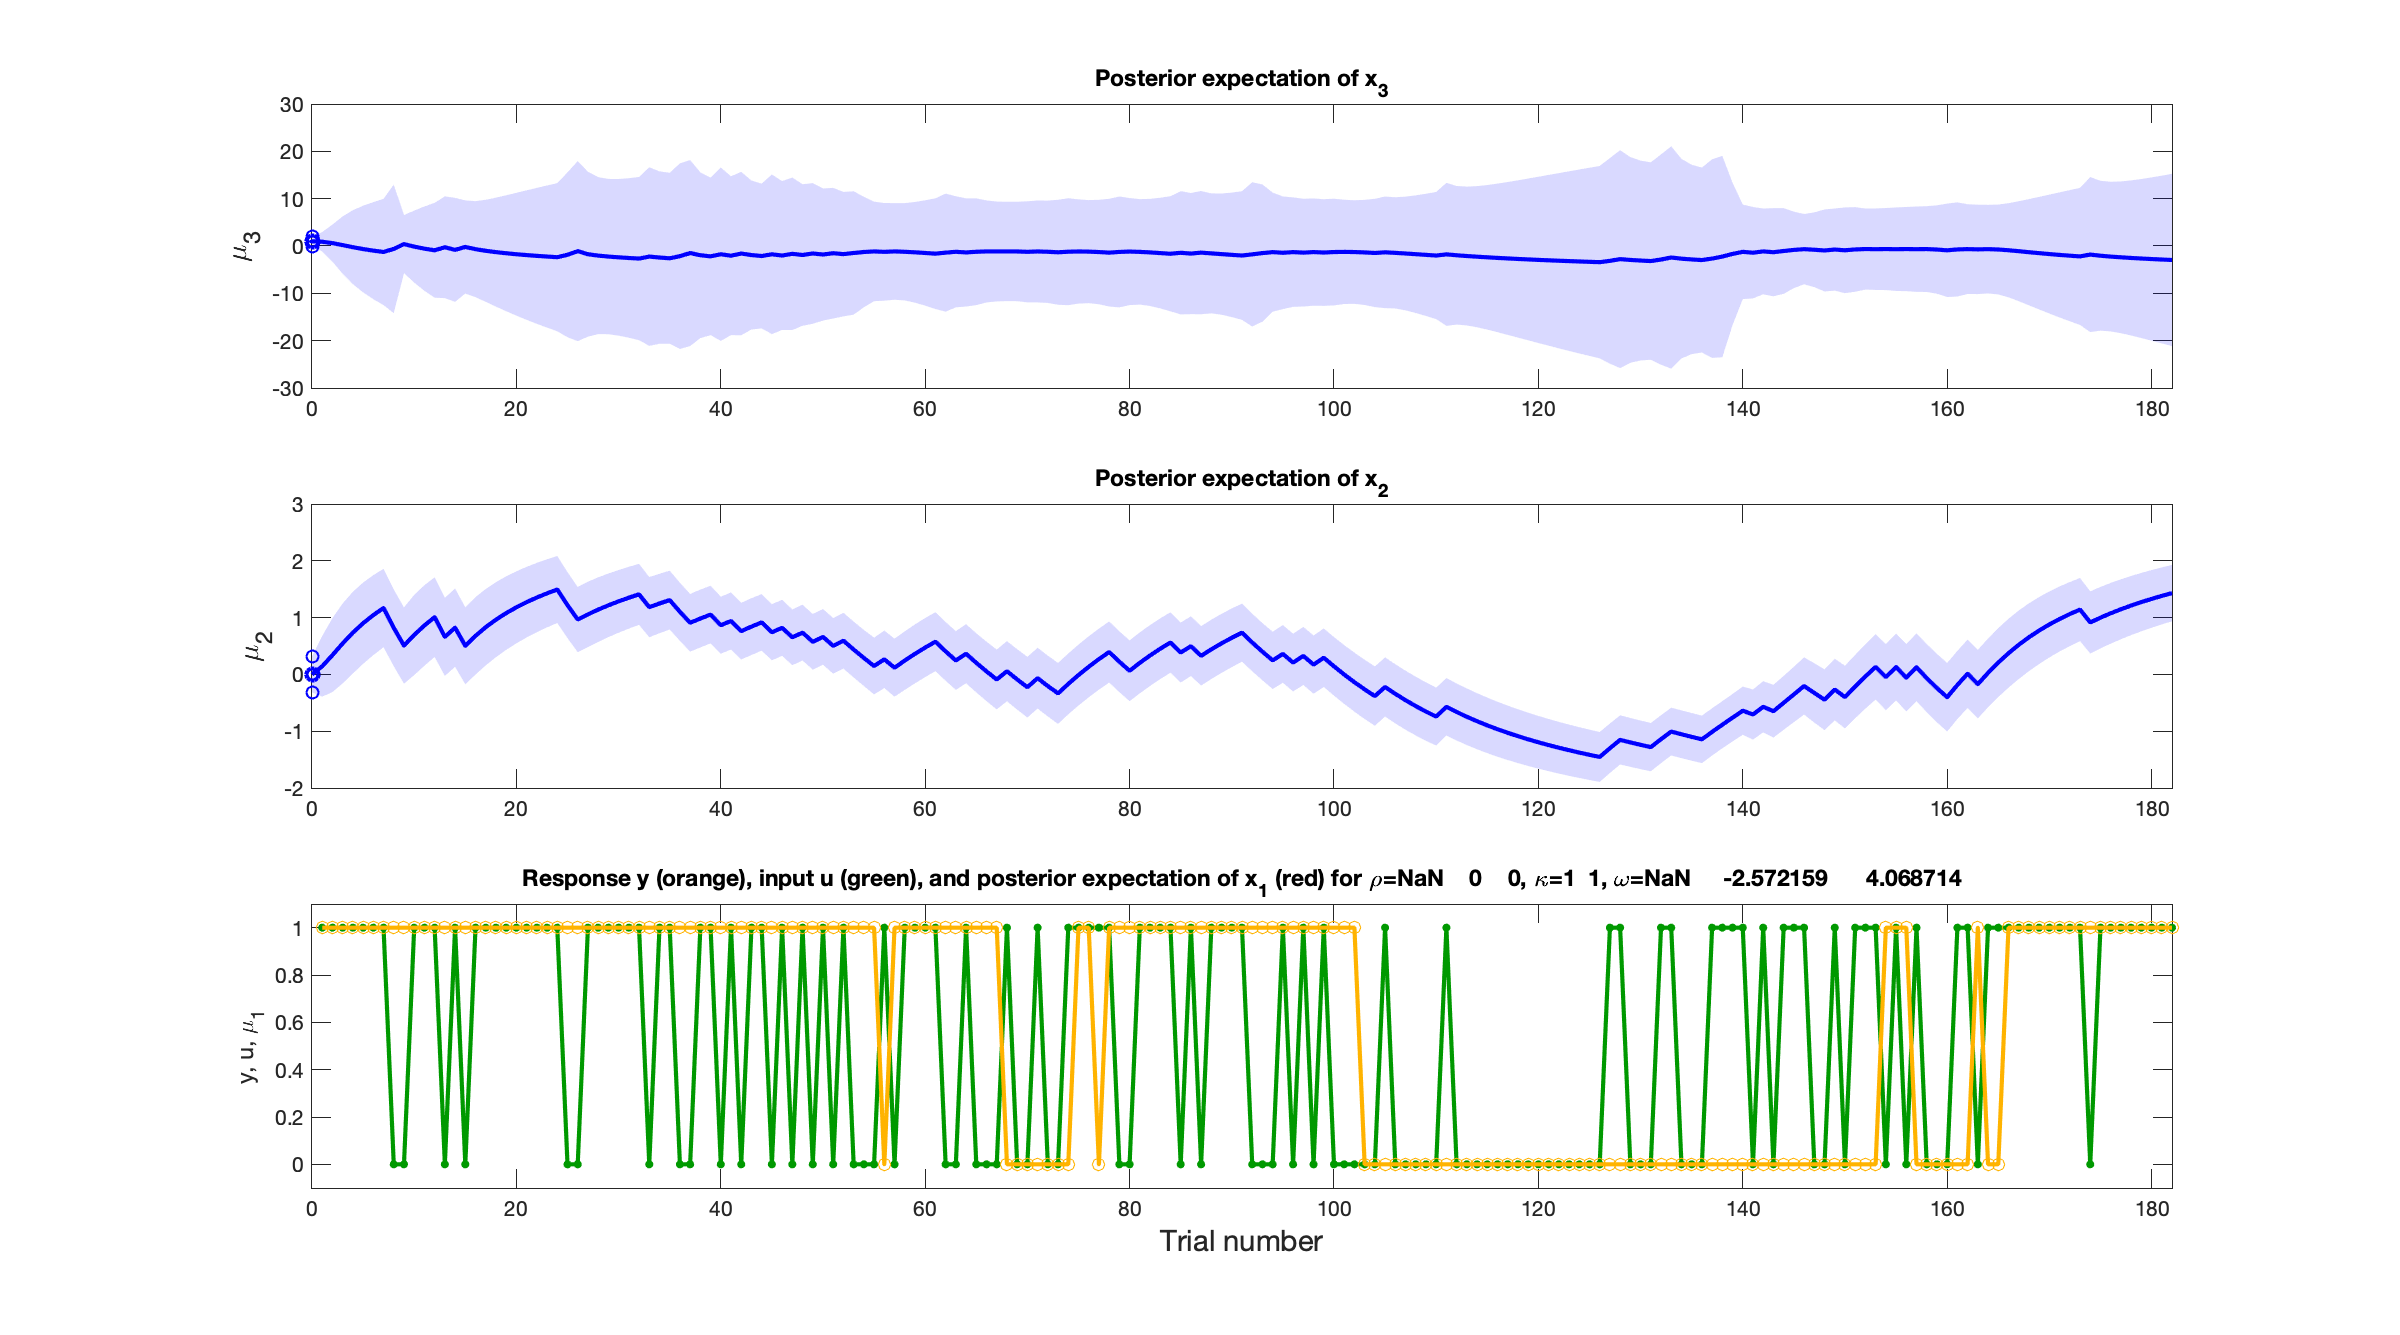 Posterior expectation of x3
30
20
10
0
-10
-20
-30
μ3
0 20 40 60 80 100 120 140 160 180
Posterior expectation of x2
3
2
1
0
-1
-2
μ2
0 20 40 60 80 100 120 140 160 180
Response y (orange), input u (green), and posterior expectation of x1 (red) for ρ=NaN 0 0, κ=1 1, ω=NaN -2.572159 4.068714
1
0.8
0.6
0.4
0.2
0
y, u, μ1
0 20 40 60 80 100 120 140 160 180
Trial number